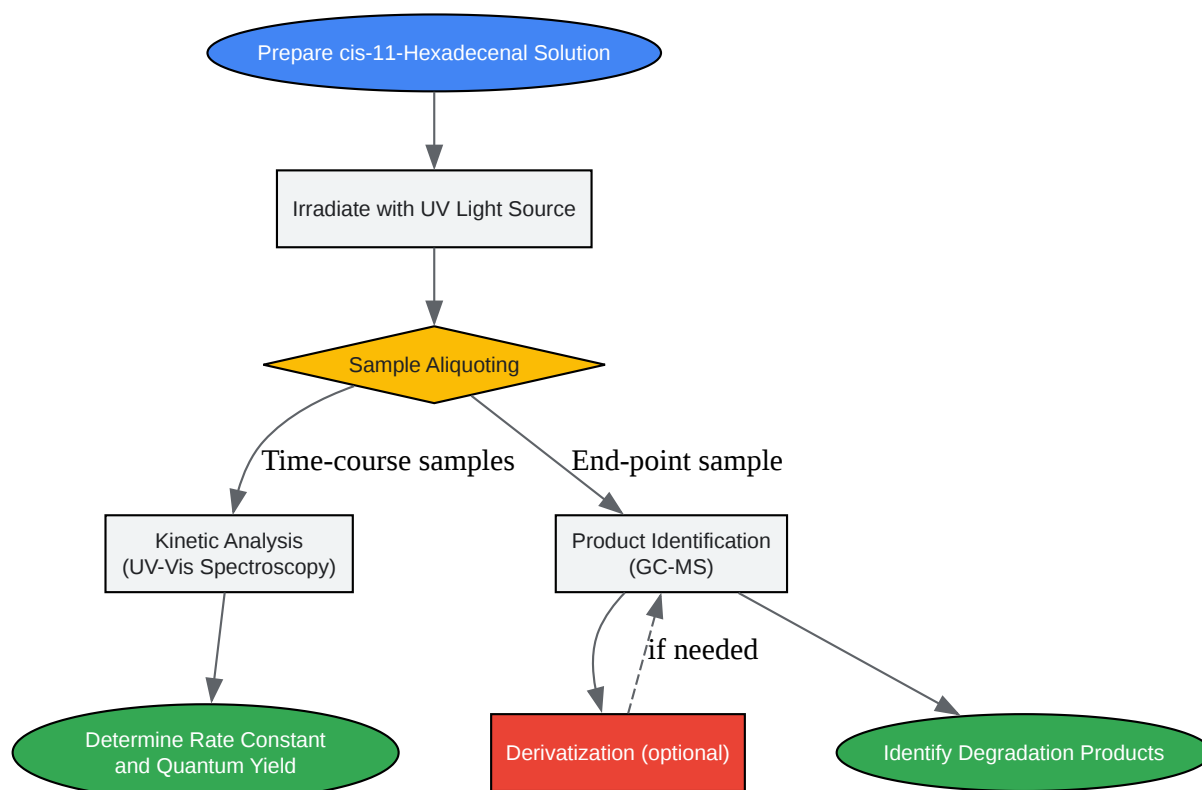 Prepare cis-11-Hexadecenal Solution
Irradiate with UV Light Source
Sample Aliquoting
Time-course samples
End-point sample
Kinetic Analysis
(UV-Vis Spectroscopy)
Product Identification
(GC-MS)
if needed
Determine Rate Constant
and Quantum Yield
Derivatization (optional)
Identify Degradation Products